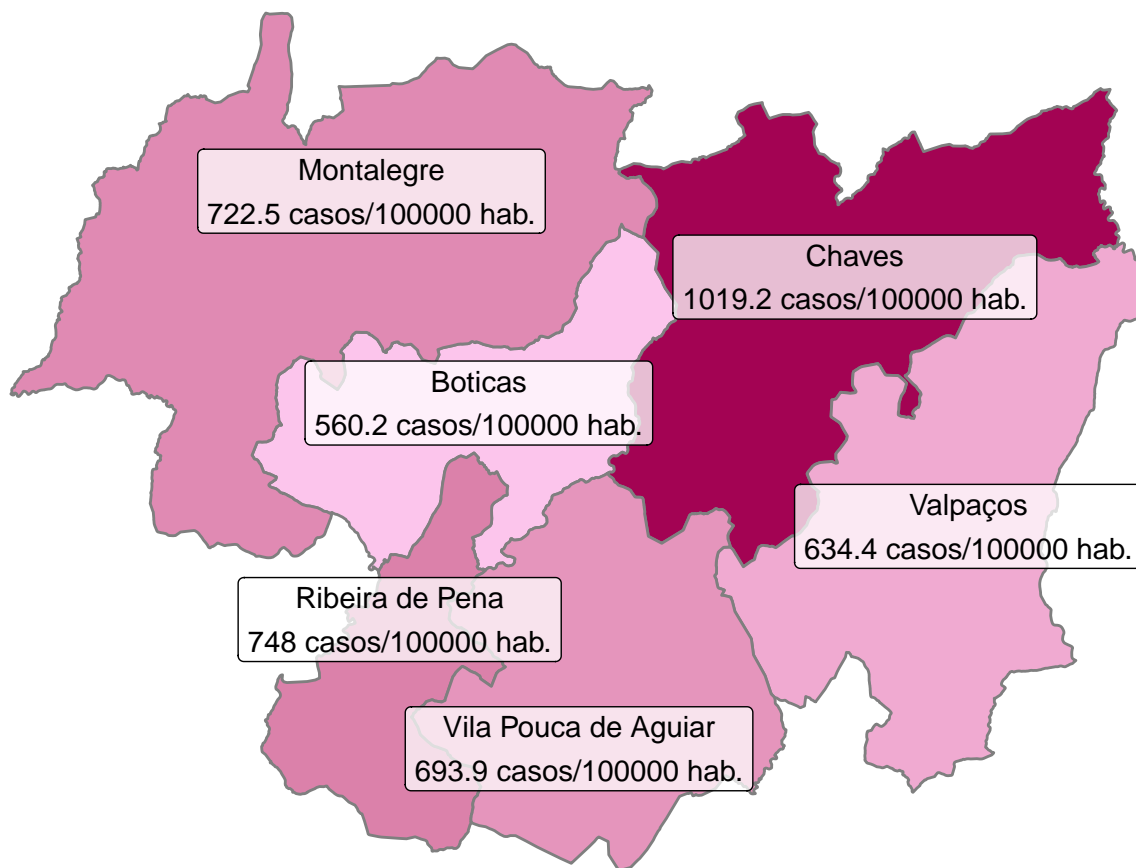 Montalegre
722.5 casos/100000 hab.
Chaves
1019.2 casos/100000 hab.
Boticas
560.2 casos/100000 hab.
Valpaços
634.4 casos/100000 hab.
Ribeira de Pena
748 casos/100000 hab.
Vila Pouca de Aguiar
693.9 casos/100000 hab.